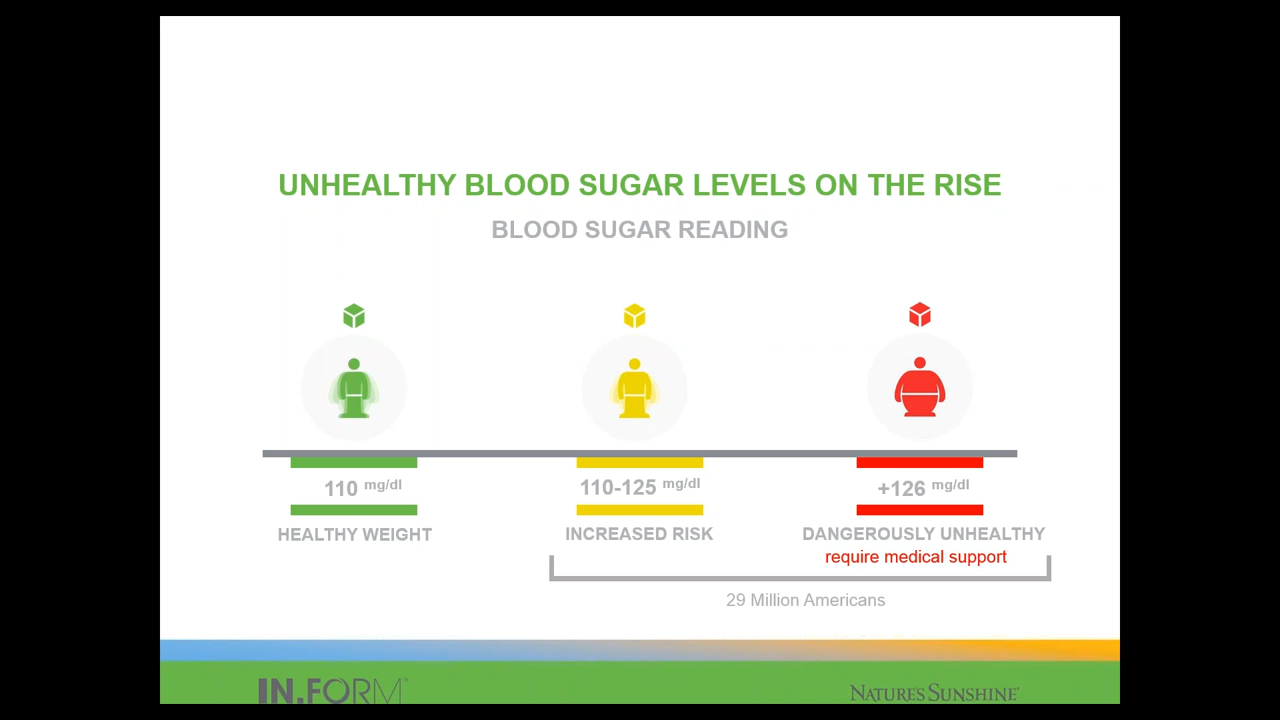 UNHEALTHY BLOOD SUGAR LEVELS ON THE RISE
BLOOD SUGAR READING
110 mg/dl
110-125 mg/dl
+126 mg/dl
HEALTHY WEIGHT
INCREASED RISK
DANGEROUSLY UNHEALTHY
require medical support
29 Million Americans
IN.FORM
NATURE'S SUNSHINE